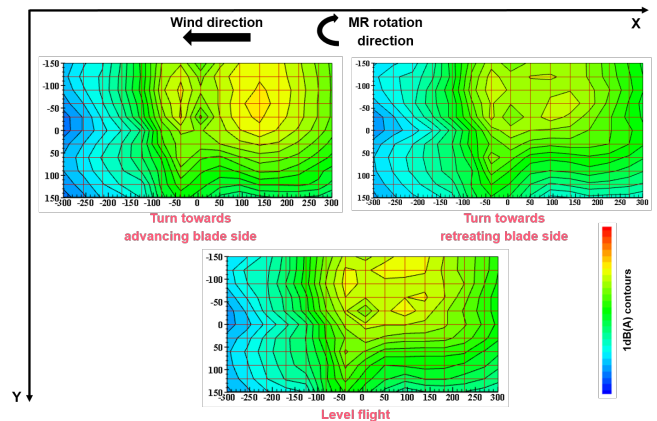 Wind direction
MR rotation
direction
X
-150
-100
-50
0
50
100
150
-300 -250 -200 -150 -100 -50 0 50 100 150 200 250 300
Turn towards
advancing blade side
-150
-100
-50
0
50
100
150
-300 -250 -200 -150 -100 -50 0 50 100 150 200 250 300
Turn towards
retreating blade side
-150
-100
-50
0
50
100
150
-300 -250 -200 -150 -100 -50 0 50 100 150 200 250 300
Level flight
1dB(A) contours
Y